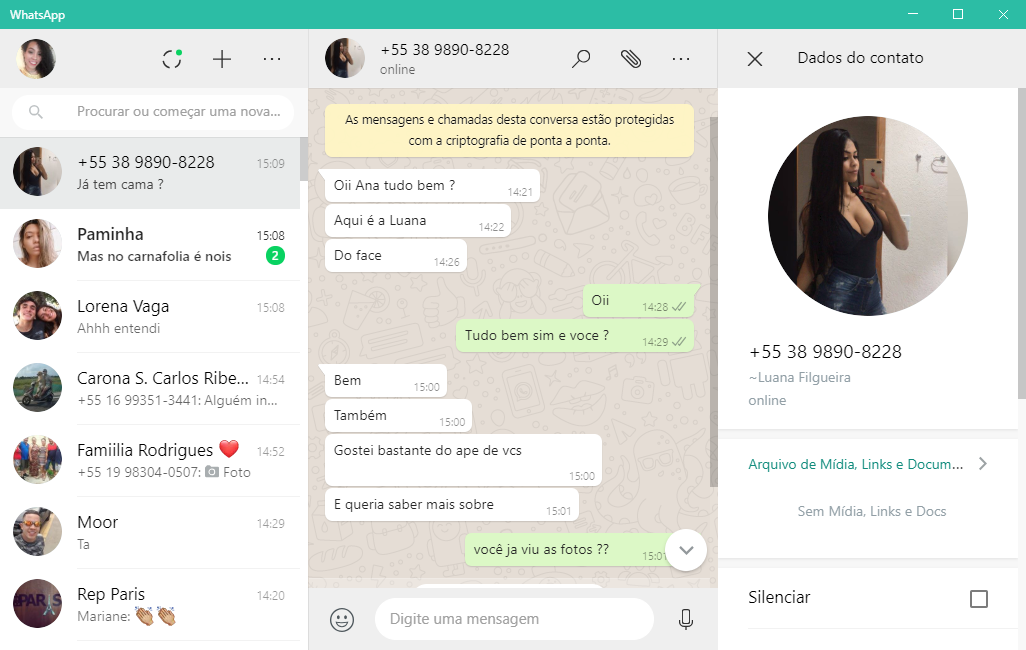 WhatsApp
Procurar ou começar uma nova...
+55 38 9890-8228
15:09
Já tem cama ?
Paminha
15:08
Mas no carnafolia é nois
2
Lorena Vaga
15:08
Ahhh entendi
Carona S. Carlos Ribe...
14:54
+55 16 99351-3441: Alguém in...
Famiilia Rodrigues ❤️
14:52
+55 19 98304-0507: 📷 Foto
Moor
14:29
Ta
Rep Paris
14:20
Mariane: 👏👏
+55 38 9890-8228
online
As mensagens e chamadas desta conversa estão protegidas
com a criptografia de ponta a ponta.
Oii Ana tudo bem ?
14:21
Aqui é a Luana
14:22
Do face
14:26
Oii
14:28
Tudo bem sim e voce ?
14:29
Bem
15:00
Também
15:00
Gostei bastante do ape de vcs
15:00
E queria saber mais sobre
15:01
você ja viu as fotos ??
15:01
Digite uma mensagem
Dados do contato
+55 38 9890-8228
~Luana Filgueira
online
Arquivo de Mídia, Links e Docum...
Sem Mídia, Links e Docs
Silenciar